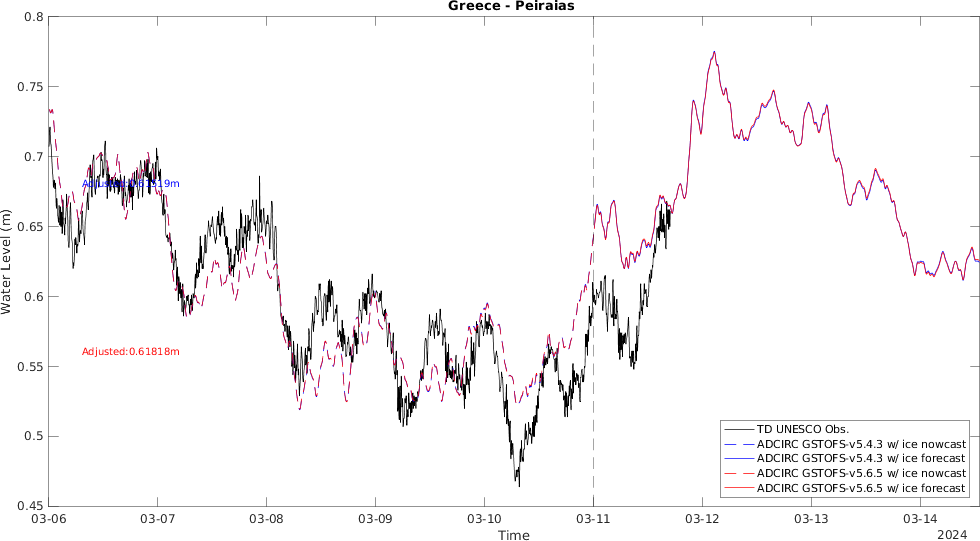 Greece - Peiraias
0.8
0.75
0.7
0.65
0.6
0.55
0.5
0.45
Water Level (m)
Adjusted:0.61519m
Adjusted:0.61818m
TD UNESCO Obs.
ADCIRC GSTOFS-v5.4.3 w/ ice nowcast
ADCIRC GSTOFS-v5.4.3 w/ ice forecast
ADCIRC GSTOFS-v5.6.5 w/ ice nowcast
ADCIRC GSTOFS-v5.6.5 w/ ice forecast
03-06 03-07 03-08 03-09 03-10 03-11 03-12 03-13 03-14
Time
2024